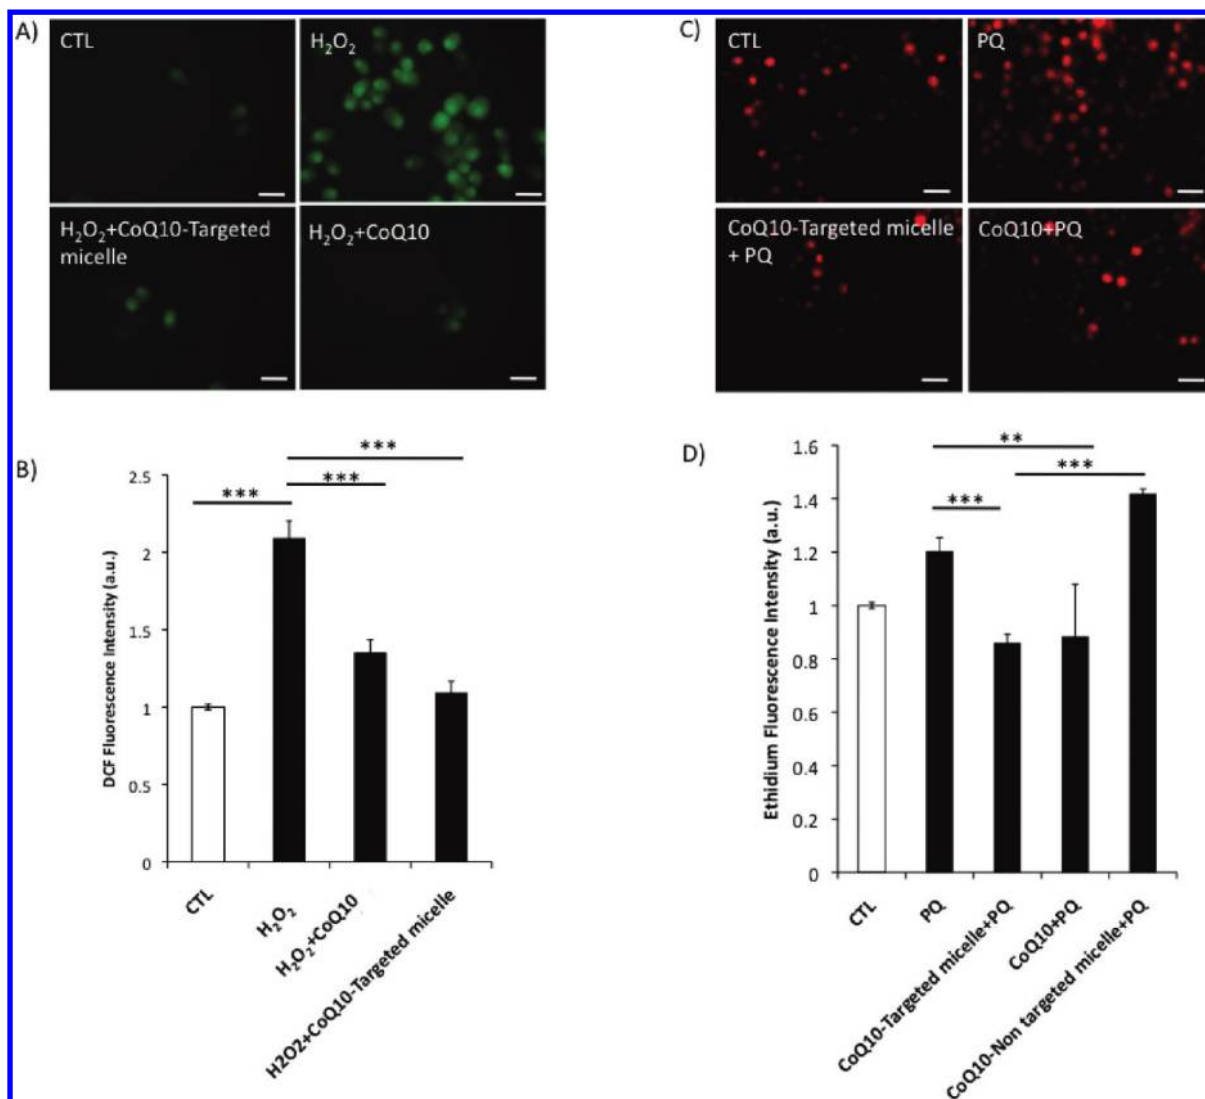 A)
CTL
H₂O₂
H₂O₂+CoQ10-Targeted
micelle
H₂O₂+CoQ10
B)
DCF Fluorescence Intensity (a.u.)
2.5
2
1.5
1
0.5
0
***
***
***
CTL
H₂O₂
H₂O₂+CoQ10
H2O2+CoQ10-Targeted micelle
C)
CTL
PQ
CoQ10-Targeted micelle
+ PQ
CoQ10+PQ
D)
Ethidium Fluorescence Intensity (a.u.)
1.6
1.4
1.2
1
0.8
0.6
0.4
0.2
0
**
***
***
CTL
PQ
CoQ10-Targeted micelle+PQ
CoQ10+PQ
CoQ10-Non targeted micelle+PQ